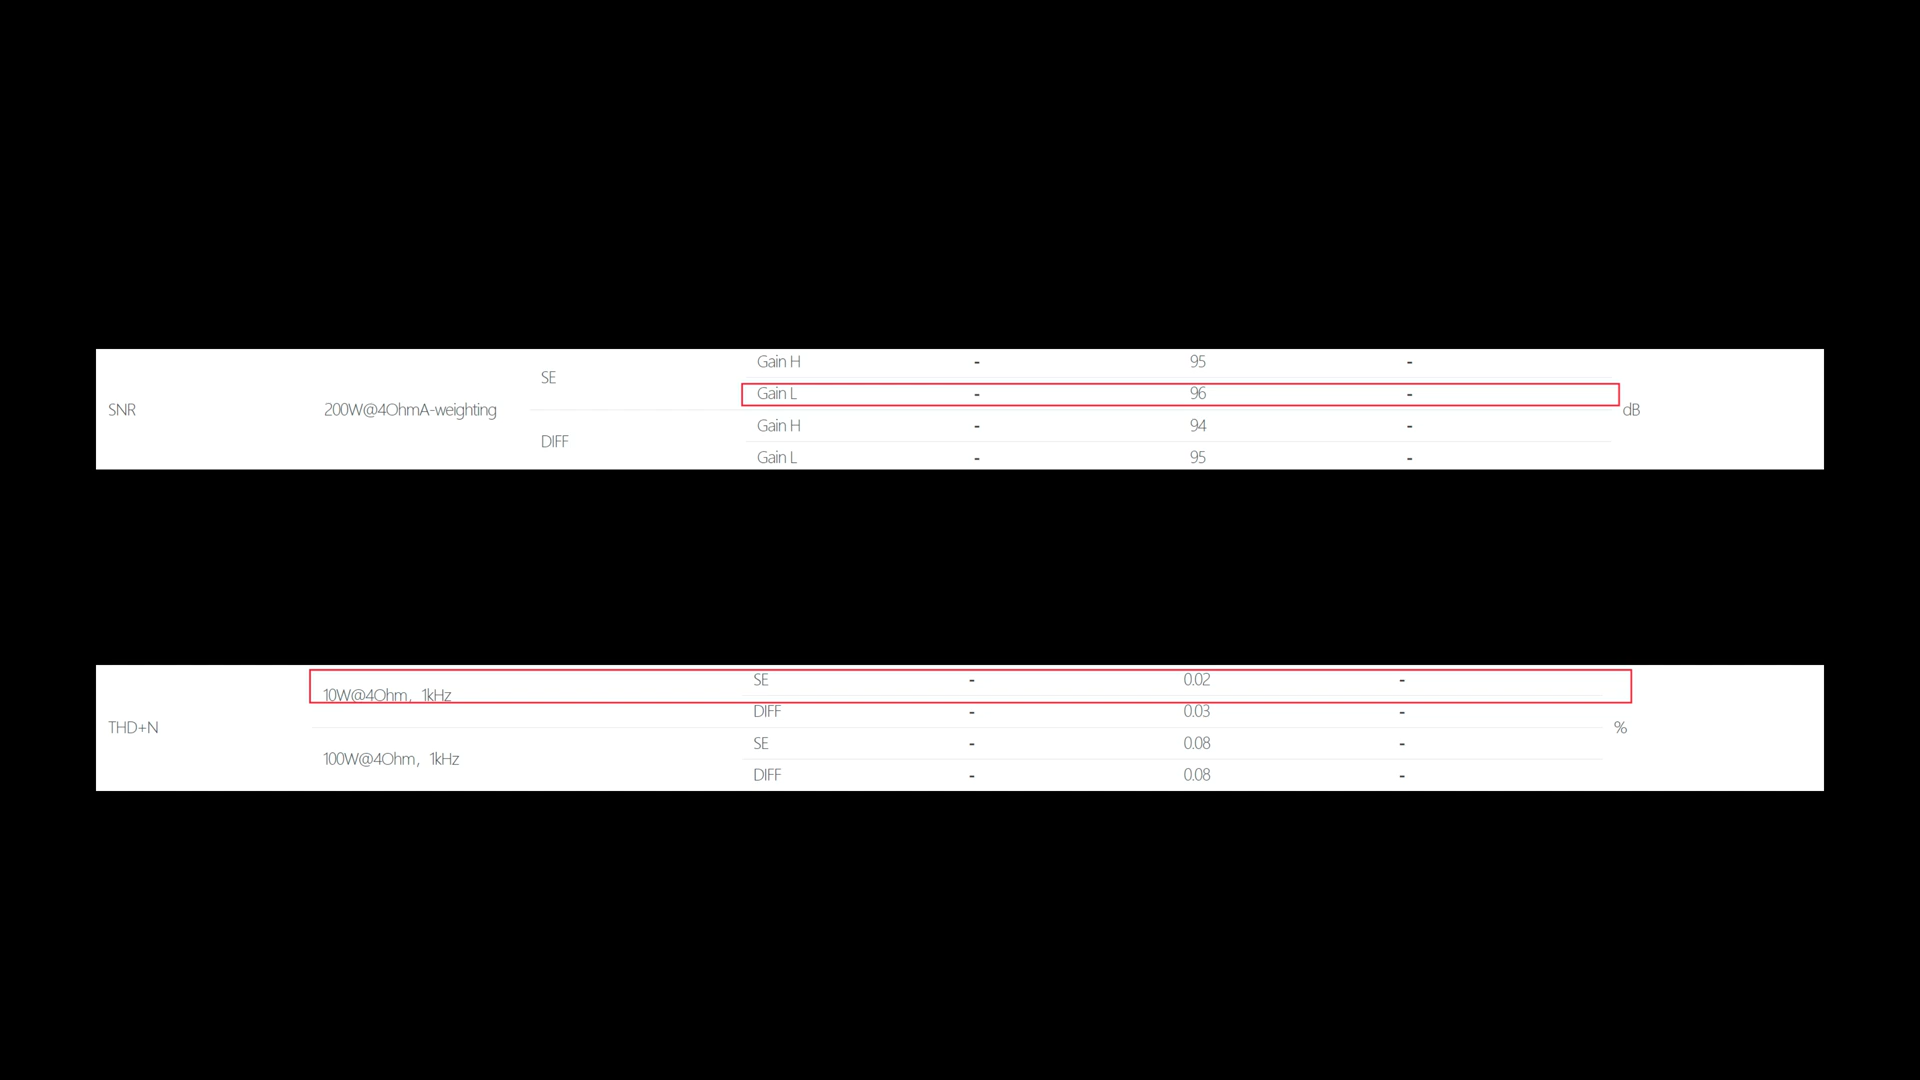 SNR 200W@4OhmA-weighting SE Gain H - 95 - dB
Gain L - 96 -
DIFF Gain H - 94 -
Gain L - 95 -
THD+N 10W@4Ohm，1kHz SE - 0.02 - %
DIFF - 0.03 -
100W@4Ohm，1kHz SE - 0.08 -
DIFF - 0.08 -